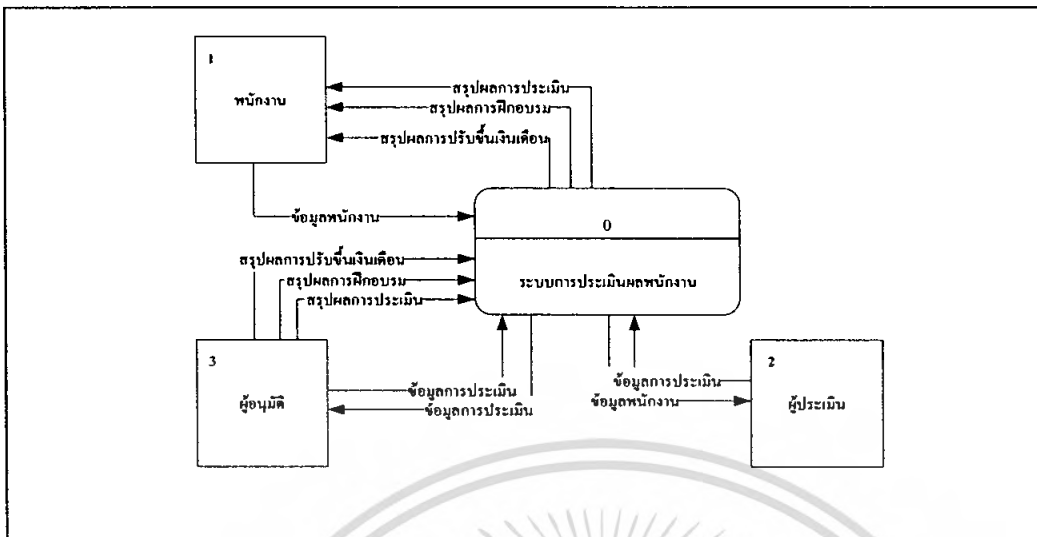 1
พนักงาน
สรุปผลการประเมิน
สรุปผลการฝึกอบรม
สรุปผลการปรับขึ้นเงินเดือน
ข้อมูลพนักงาน
0
ระบบการประเมินผลพนักงาน
สรุปผลการปรับขึ้นเงินเดือน
สรุปผลการฝึกอบรม
สรุปผลการประเมิน
3
ผู้อนุมัติ
ข้อมูลการประเมิน
ข้อมูลการประเมิน
ข้อมูลการประเมิน
ข้อมูลพนักงาน
2
ผู้ประเมิน